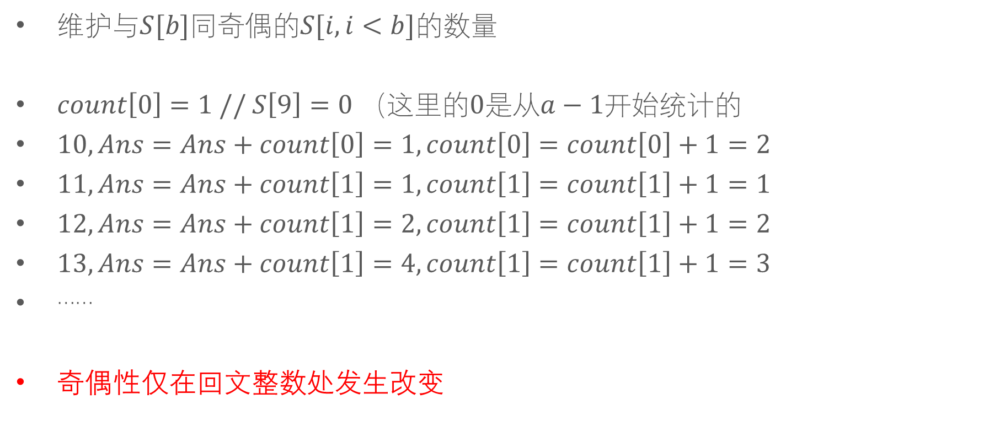 • 维护与S[b]同奇偶的S[i, i < b]的数量
• count[0] = 1 // S[9] = 0 （这里的0是从a − 1开始统计的
• 10, Ans = Ans + count[0] = 1, count[0] = count[0] + 1 = 2
• 11, Ans = Ans + count[1] = 1, count[1] = count[1] + 1 = 1
• 12, Ans = Ans + count[1] = 2, count[1] = count[1] + 1 = 2
• 13, Ans = Ans + count[1] = 4, count[1] = count[1] + 1 = 3
• ……
• 奇偶性仅在回文整数处发生改变